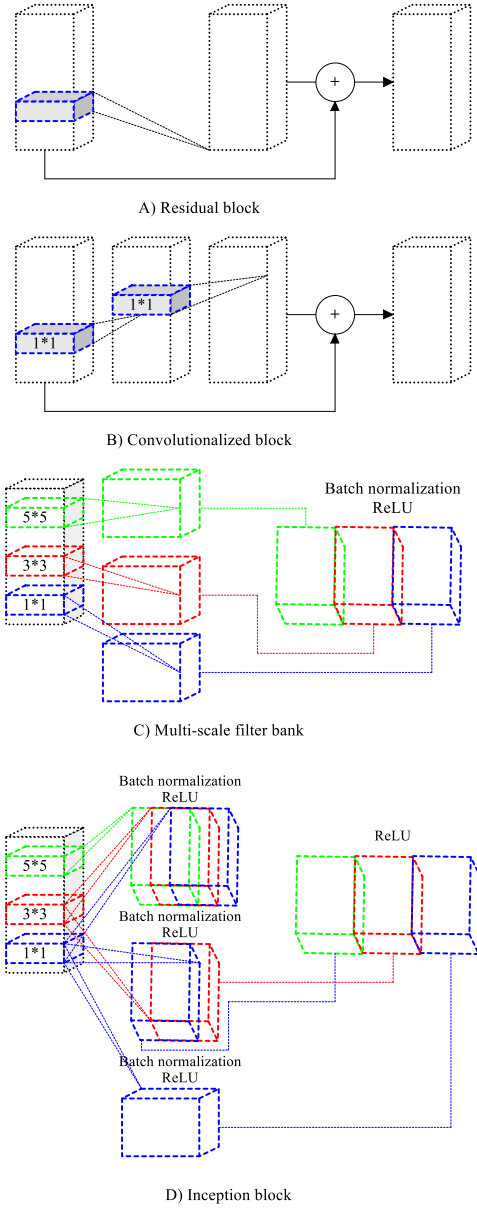 +
A) Residual block
1*1
1*1
+
B) Convolutionalized block
Batch normalization
ReLU
5*5
3*3
1*1
C) Multi-scale filter bank
Batch normalization
ReLU
ReLU
5*5
3*3
1*1
Batch normalization
ReLU
Batch normalization
ReLU
D) Inception block